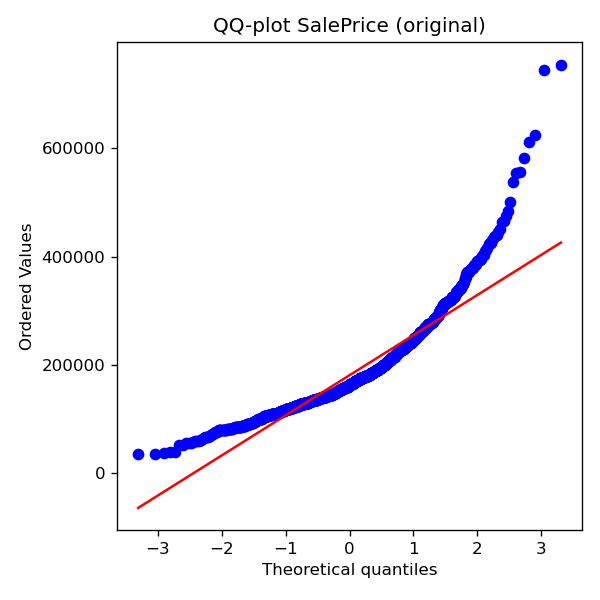 QQ-plot SalePrice (original)
Ordered Values
600000
400000
200000
0
−3 −2 −1 0 1 2 3
Theoretical quantiles